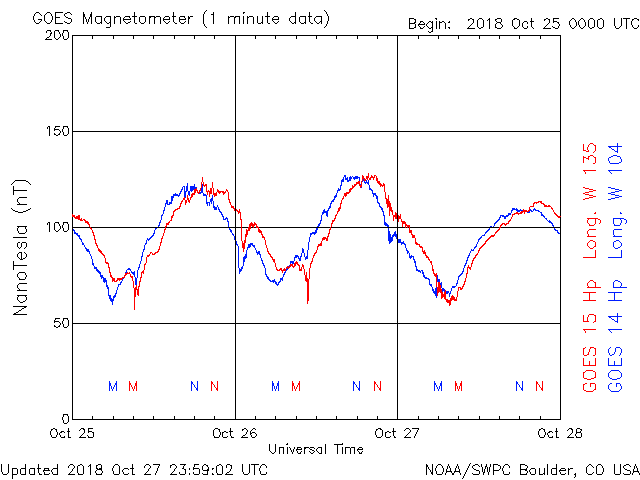 GOES Magnetometer (1 minute data)
Begin: 2018 Oct 25 0000 UTC
200
150
100
50
0
NanoTesla (nT)
M M N N M M N N M M N N
Oct 25 Oct 26 Oct 27 Oct 28
Universal Time
GOES 15 Hp Long. W 135
GOES 14 Hp Long. W 104
Updated 2018 Oct 27 23:59:02 UTC
NOAA/SWPC Boulder, CO USA